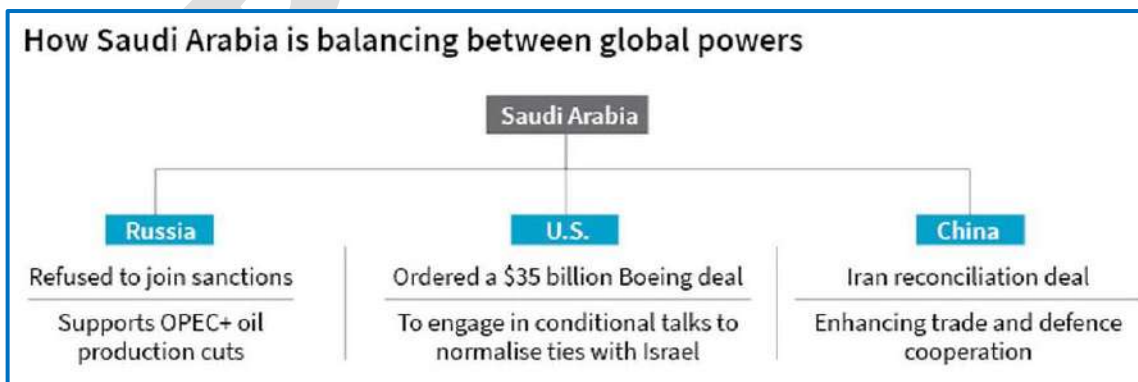 How Saudi Arabia is balancing between global powers
Saudi Arabia
Russia
Refused to join sanctions
Supports OPEC+ oil
production cuts
U.S.
Ordered a $35 billion Boeing deal
To engage in conditional talks to
normalise ties with Israel
China
Iran reconciliation deal
Enhancing trade and defence
cooperation